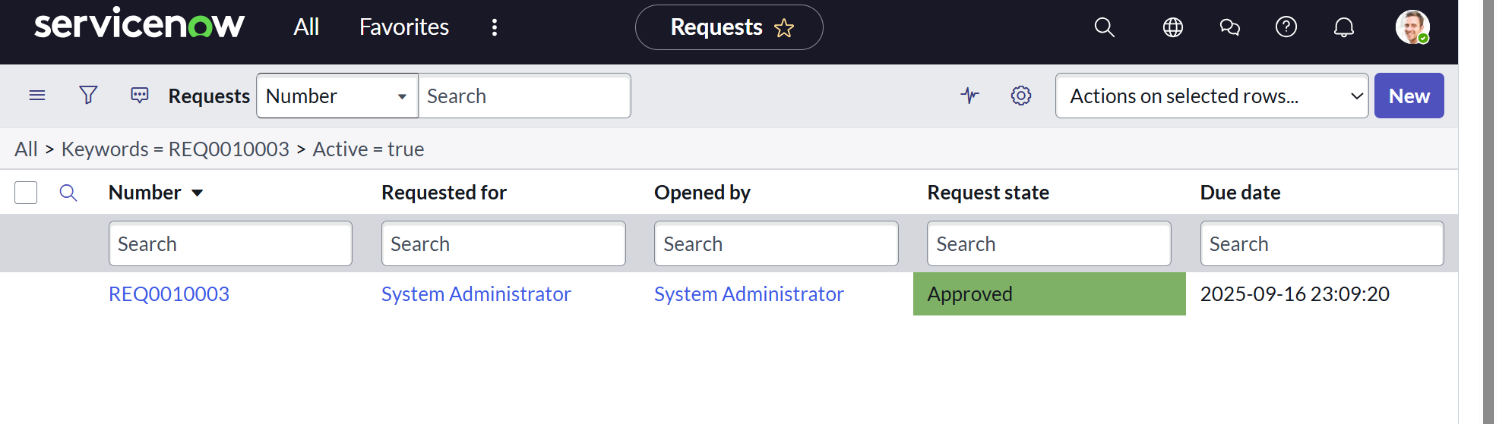 servicenow All Favorites Requests
Requests Number Search Actions on selected rows... New
All > Keywords = REQ0010003 > Active = true
Number Requested for Opened by Request state Due date
Search Search Search Search Search
REQ0010003 System Administrator System Administrator Approved 2025-09-16 23:09:20